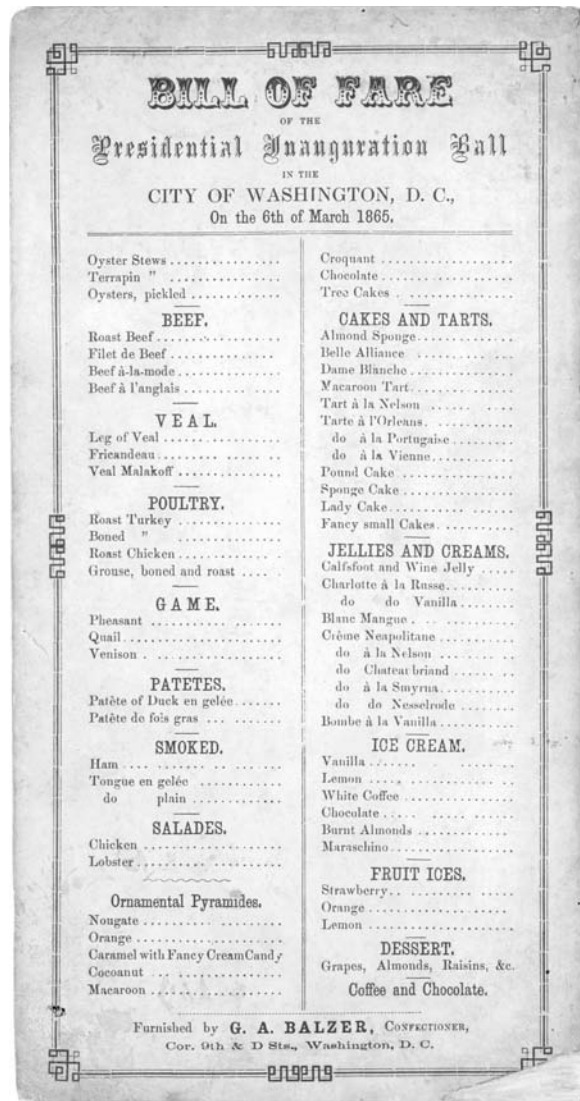 BILL OF FARE
OF THE
Presidential Inauguration Ball
IN THE
CITY OF WASHINGTON, D. C.,
On the 6th of March 1865.
Oyster Stews
Terrapin "
Oysters, pickled
BEEF.
Roast Beef
Filet de Beef
Beef à-la-mode
Beef à l'anglais
VEAL.
Leg of Veal
Fricandeau
Veal Malakoff
POULTRY.
Roast Turkey
Boned "
Roast Chicken
Grouse, boned and roast
GAME.
Pheasant
Quail
Venison
PATETES.
Patête of Duck en gelée
Patête de fois gras
SMOKED.
Ham
Tongue en gelée
do plain
SALADES.
Chicken
Lobster
Ornamental Pyramides.
Nougate
Orange
Caramel with Fancy Cream Candy
Cocoanut
Macaroon
Croquant
Chocolate
Tree Cakes
CAKES AND TARTS.
Almond Sponge
Belle Alliance
Dame Blanche
Macaroon Tart
Tart à la Nelson
Tarte à l'Orleans
do à la Portugaise
do à la Vienne
Pound Cake
Sponge Cake
Lady Cake
Fancy small Cakes
JELLIES AND CREAMS.
Calfsfoot and Wine Jelly
Charlotte à la Russe
do do Vanilla
Blanc Mangue
Crême Neapolitane
do à la Nelson
do Chateaubriand
do à la Smyrna
do do Nesselrode
Bombe à la Vanilla
ICE CREAM.
Vanilla
Lemon
White Coffee
Chocolate
Burnt Almonds
Maraschino
FRUIT ICES.
Strawberry
Orange
Lemon
DESSERT.
Grapes, Almonds, Raisins, &c.
Coffee and Chocolate.
Furnished by G. A. BALZER, CONFECTIONER,
Cor. 9th & D Sts., Washington, D. C.